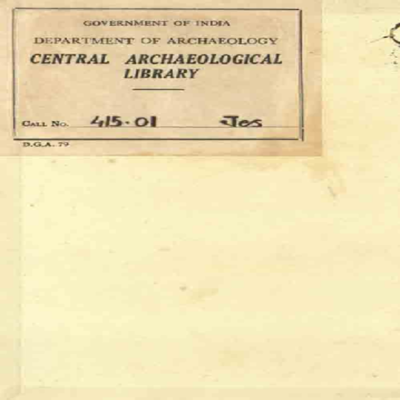 GOVERNMENT OF INDIA
DEPARTMENT OF ARCHAEOLOGY
CENTRAL ARCHAEOLOGICAL
LIBRARY
CALL No. 415.01 Jes
D.G.A. 79